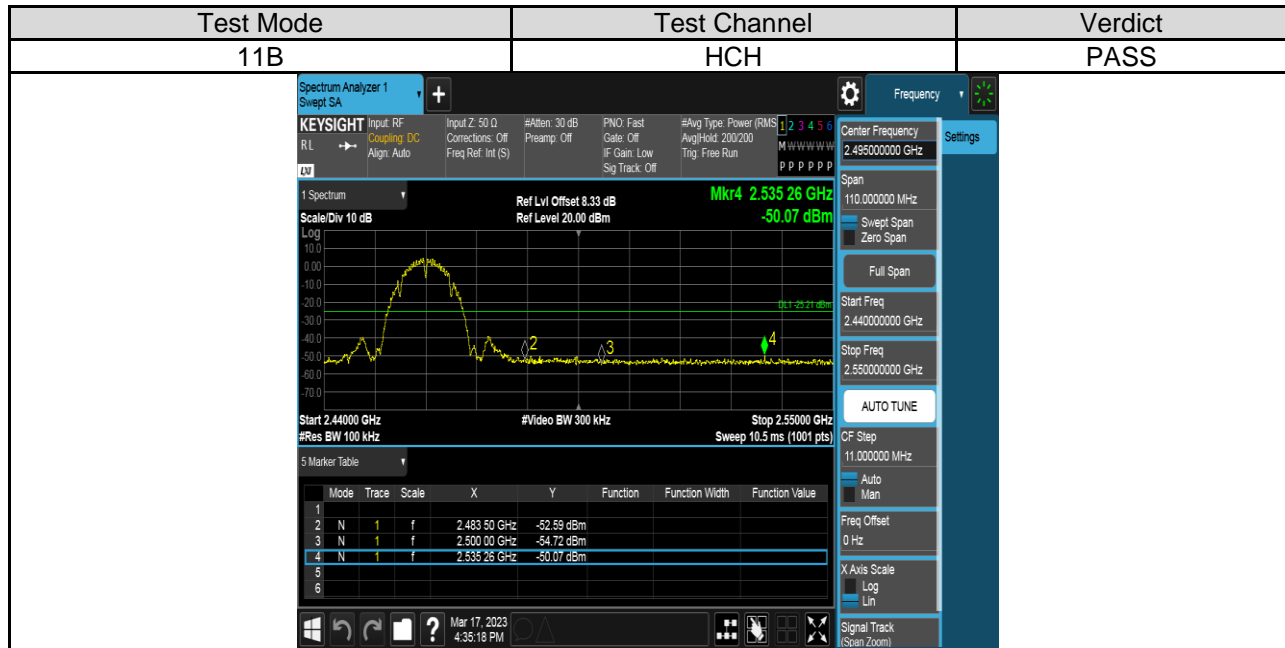 Test Mode Test Channel Verdict
11B HCH PASS
Spectrum Analyzer 1
Swept SA
+
Frequency
KEYSIGHT
RL
LXI
Input: RF
Coupling: DC
Align: Auto
Input Z: 50 Ω
Corrections: Off
Freq Ref: Int (S)
#Atten: 30 dB
Preamp: Off
PNO: Fast
Gate: Off
IF Gain: Low
Sig Track: Off
#Avg Type: Power (RMS
Avg|Hold: 200/200
Trig: Free Run
1 2 3 4 5 6
M W W W W W
P P P P P P
1 Spectrum
Scale/Div 10 dB
Ref Lvl Offset 8.33 dB
Ref Level 20.00 dBm
Mkr4 2.535 26 GHz
-50.07 dBm
Log
10.0
0.00
-10.0
-20.0
DL1 -25.21 dBm
-30.0
-40.0
-50.0
2
3
4
-60.0
-70.0
Start 2.44000 GHz #Video BW 300 kHz Stop 2.55000 GHz
#Res BW 100 kHz Sweep 10.5 ms (1001 pts)
5 Marker Table
Mode Trace Scale X Y Function Function Width Function Value
1
2 N 1 f 2.483 50 GHz -52.59 dBm
3 N 1 f 2.500 00 GHz -54.72 dBm
4 N 1 f 2.535 26 GHz -50.07 dBm
5
6
?
Mar 17, 2023
4:35:18 PM
Settings
Center Frequency
2.495000000 GHz
Span
110.000000 MHz
Swept Span
Zero Span
Full Span
Start Freq
2.440000000 GHz
Stop Freq
2.550000000 GHz
AUTO TUNE
CF Step
11.000000 MHz
Auto
Man
Freq Offset
0 Hz
X Axis Scale
Log
Lin
Signal Track
(Span Zoom)